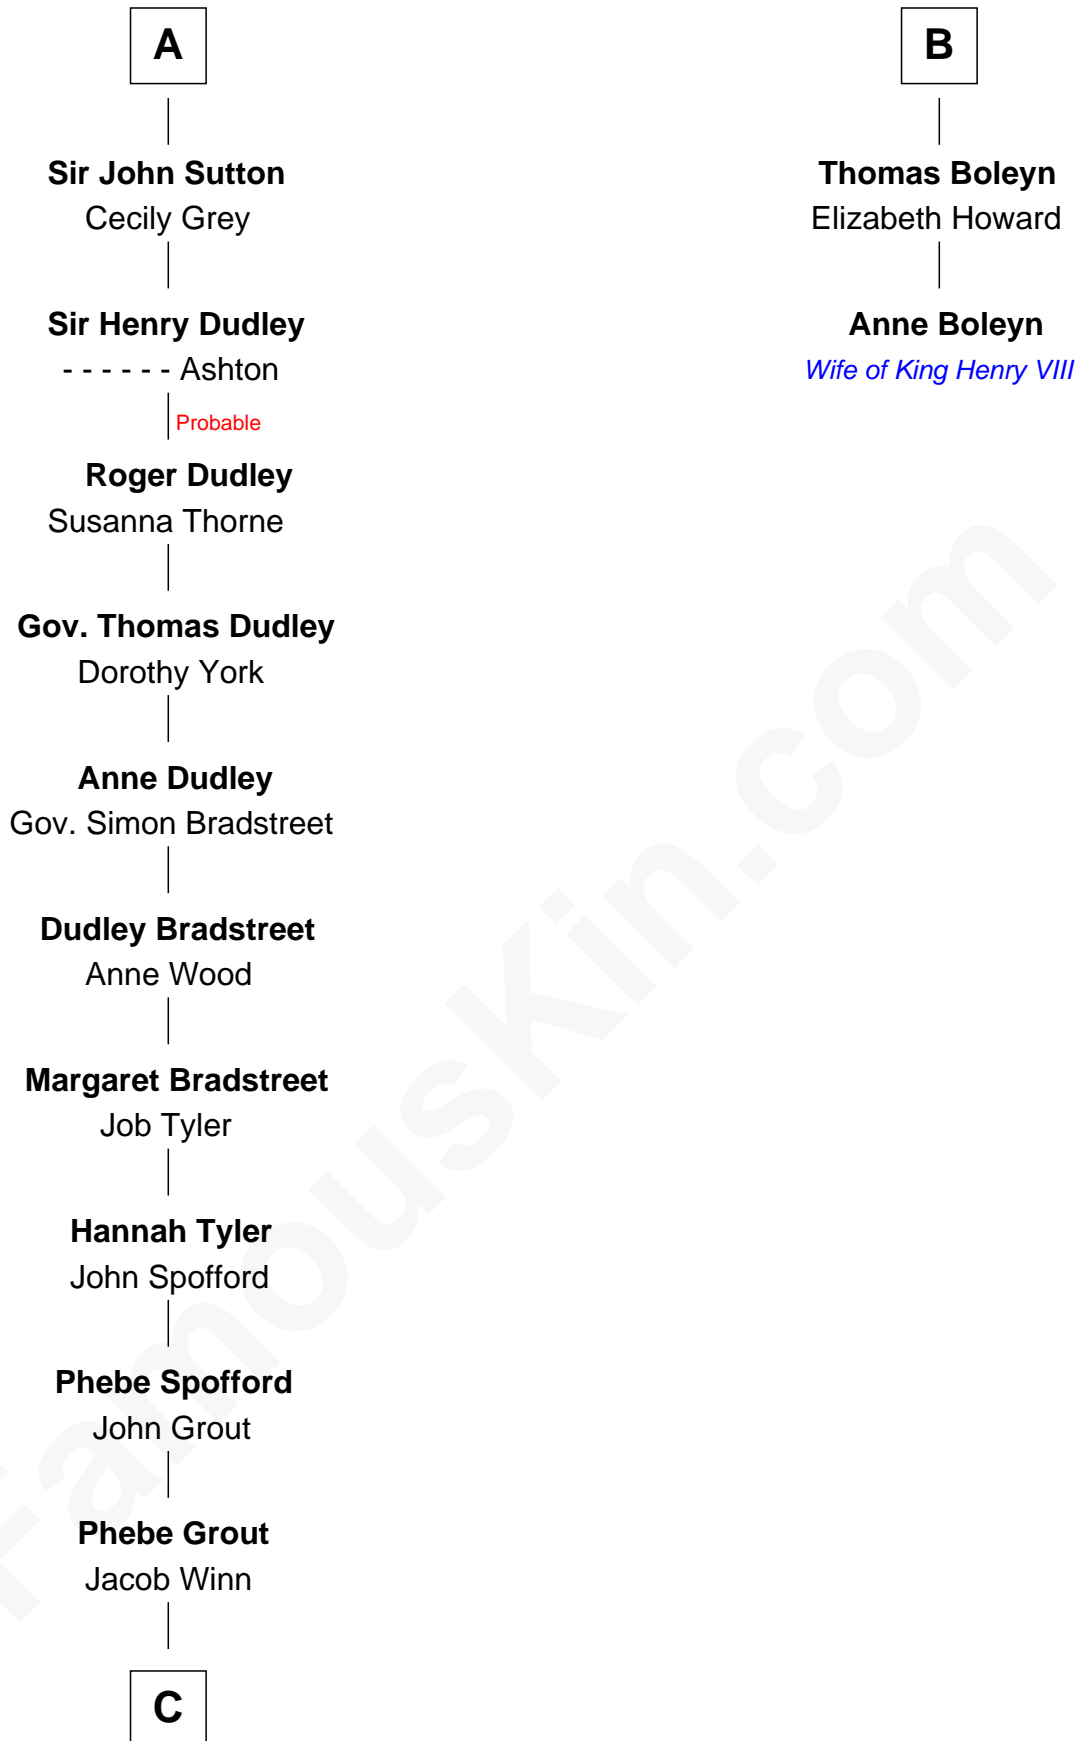 A
Sir John Sutton
Cecily Grey
Sir Henry Dudley
- - - - - - Ashton
Probable
Roger Dudley
Susanna Thorne
Gov. Thomas Dudley
Dorothy York
Anne Dudley
Gov. Simon Bradstreet
Dudley Bradstreet
Anne Wood
Margaret Bradstreet
Job Tyler
Hannah Tyler
John Spofford
Phebe Spofford
John Grout
Phebe Grout
Jacob Winn
C
B
Thomas Boleyn
Elizabeth Howard
Anne Boleyn
Wife of King Henry VIII
FamousKin.com